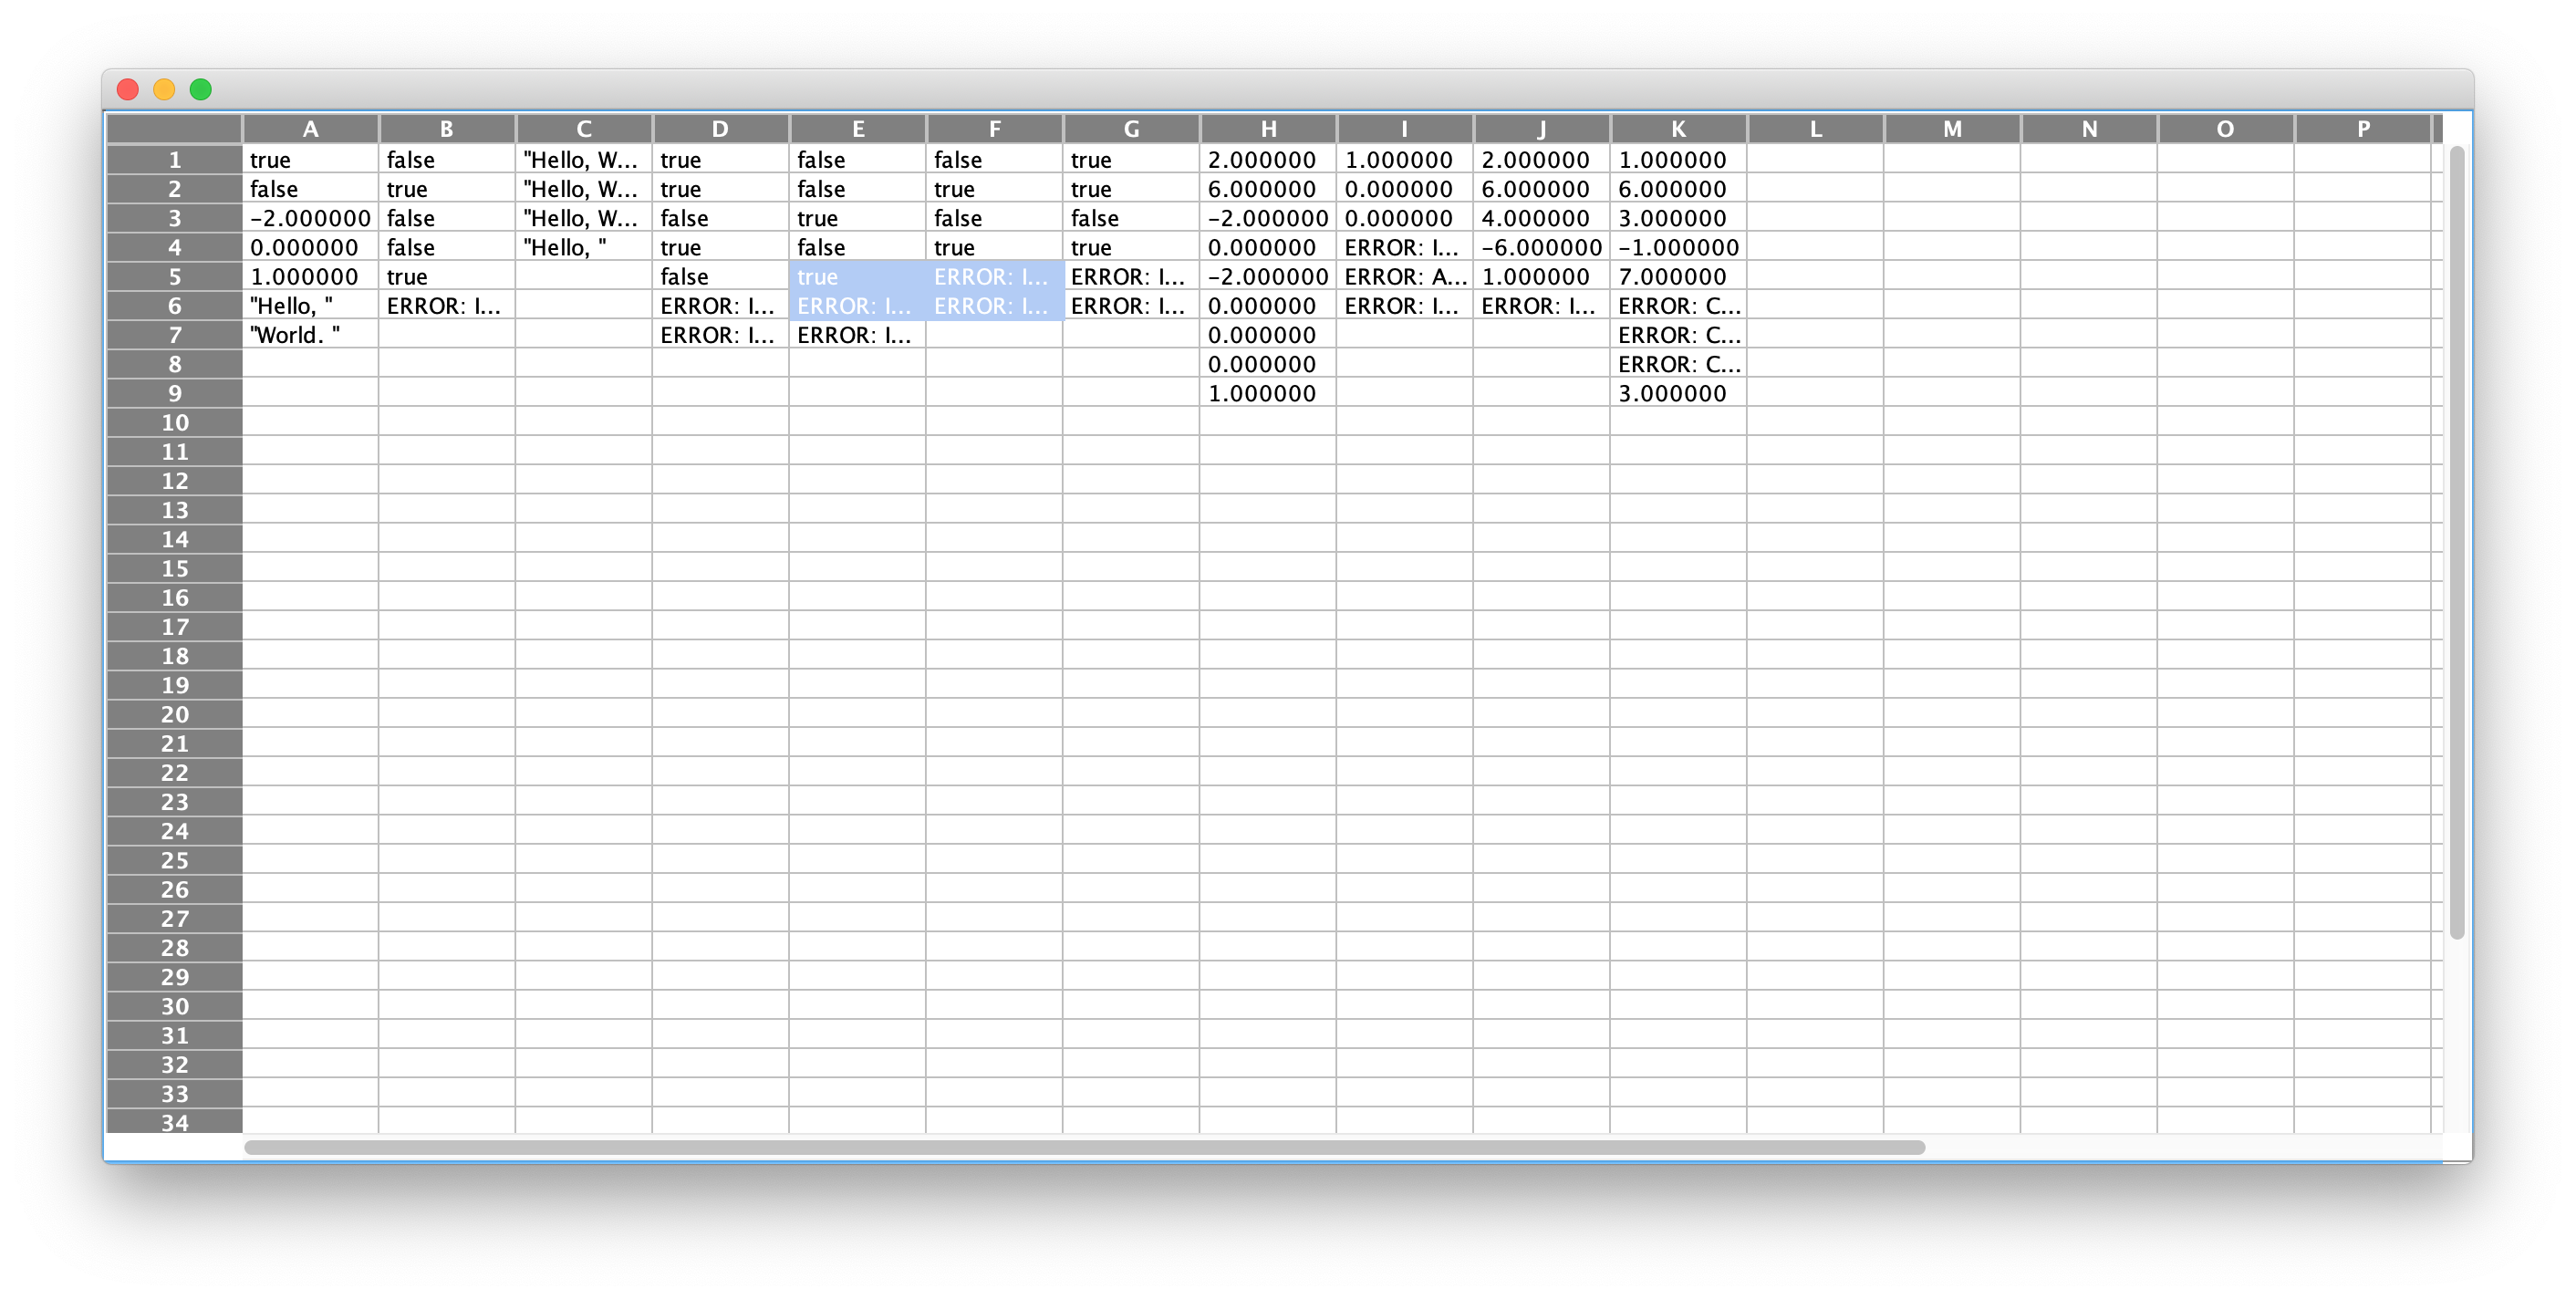 A B C D E F G H I J K L M N O P
1 true false "Hello, W... true false false true 2.000000 1.000000 2.000000 1.000000
2 false true "Hello, W... true false true true 6.000000 0.000000 6.000000 6.000000
3 -2.000000 false "Hello, W... false true false false -2.000000 0.000000 4.000000 3.000000
4 0.000000 false "Hello, " true false true true 0.000000 ERROR: I... -6.000000 -1.000000
5 1.000000 true false true ERROR: I... ERROR: I... -2.000000 ERROR: A... 1.000000 7.000000
6 "Hello, " ERROR: I... ERROR: I... ERROR: I... ERROR: I... ERROR: I... 0.000000 ERROR: I... ERROR: I... ERROR: C...
7 "World. " ERROR: I... ERROR: I... 0.000000 ERROR: C...
8 0.000000 ERROR: C...
9 1.000000 3.000000
10
11
12
13
14
15
16
17
18
19
20
21
22
23
24
25
26
27
28
29
30
31
32
33
34